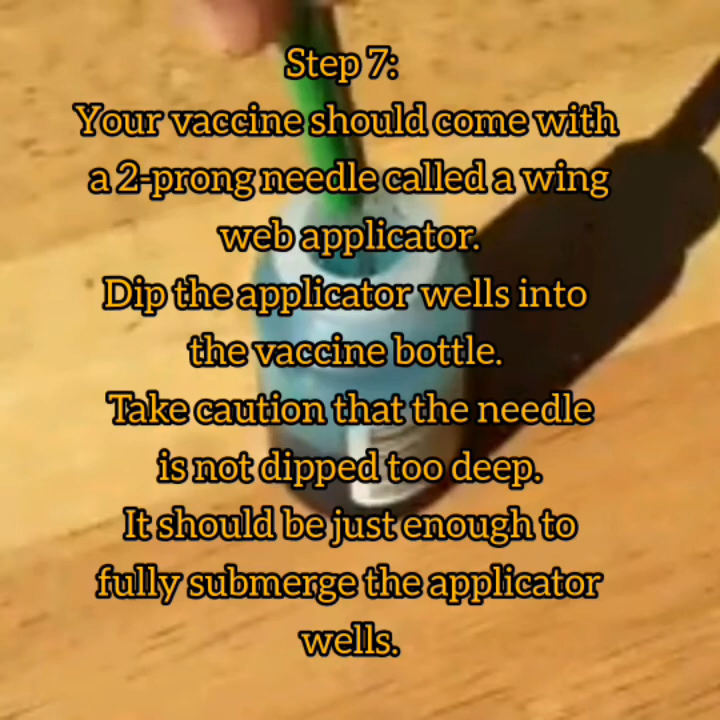 Step 7:
Your vaccine should come with
a 2-prong needle called a wing
web applicator.
Dip the applicator wells into
the vaccine bottle.
Take caution that the needle
is not dipped too deep.
It should be just enough to
fully submerge the applicator
wells.